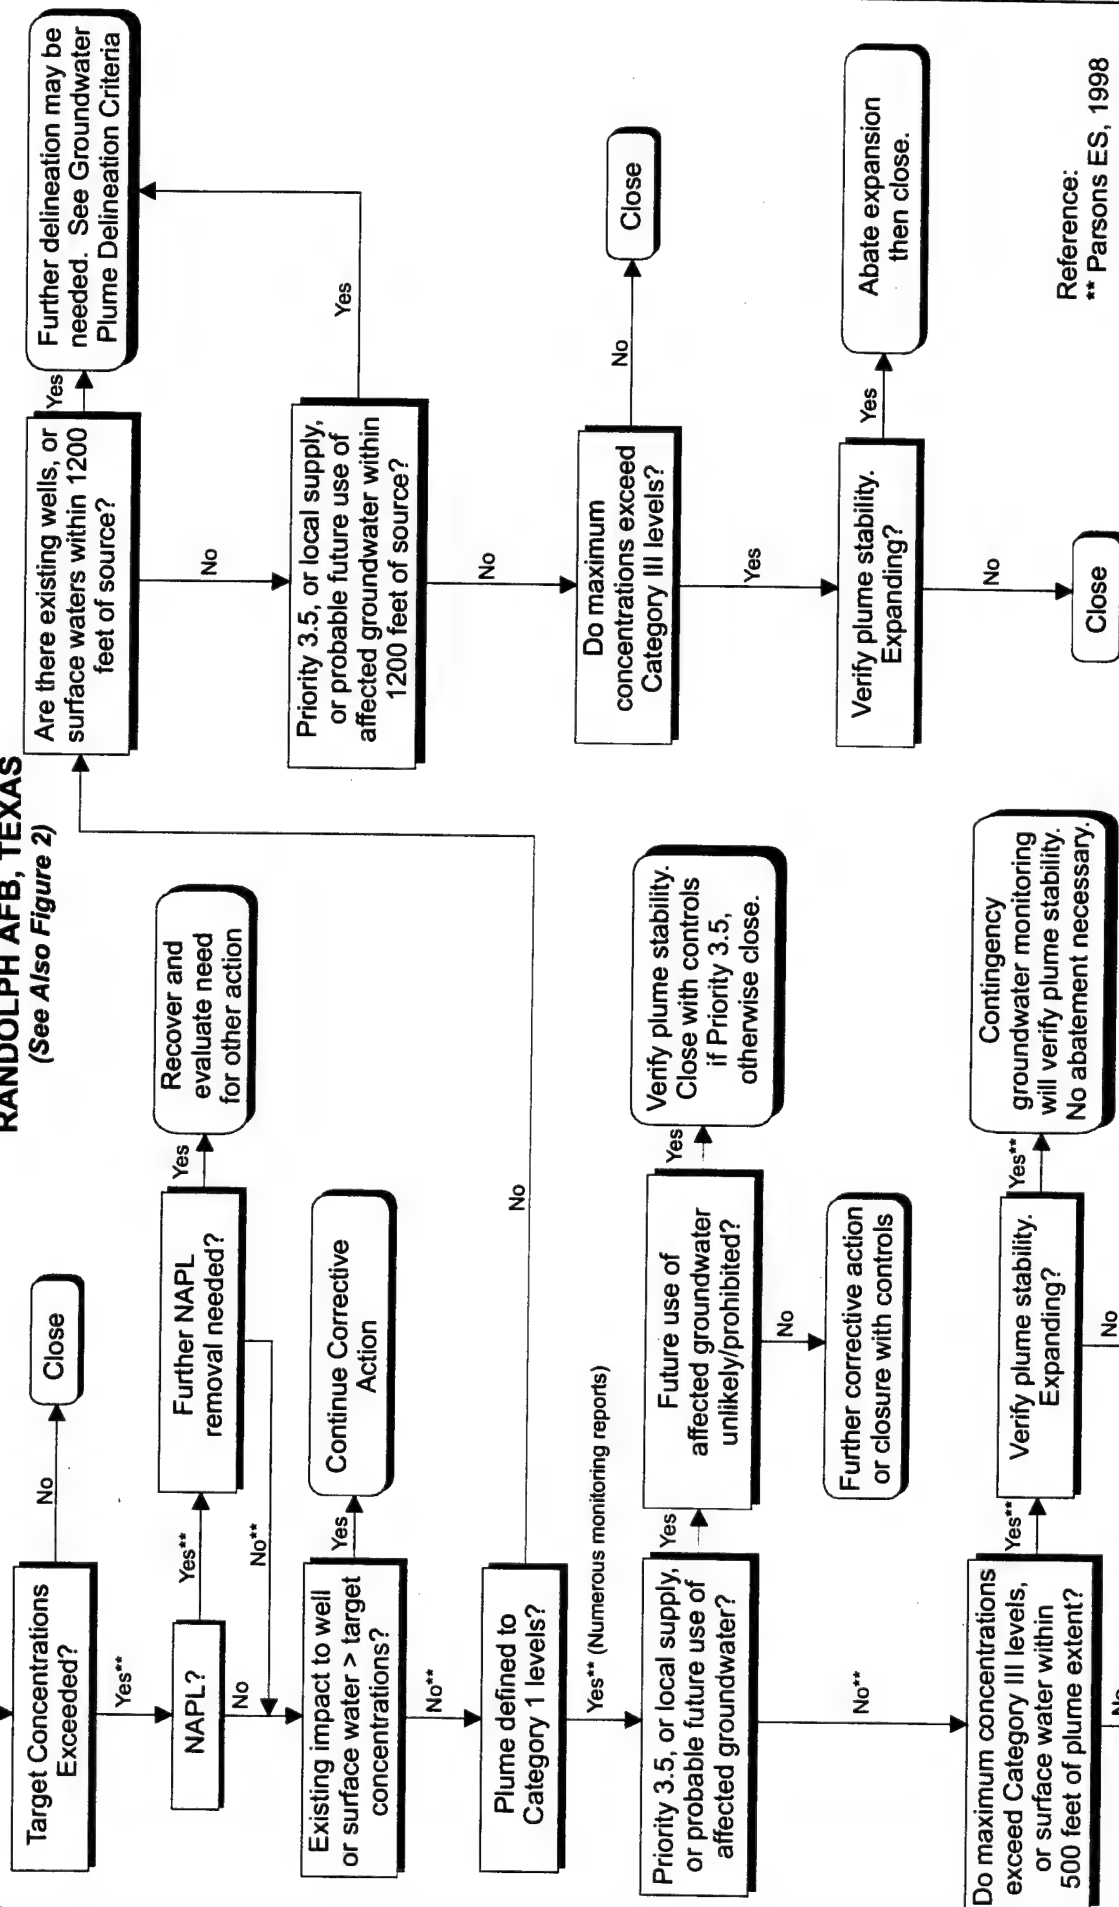 RANDOLPH AFB, TEXAS
(See Also Figure 2)
Target Concentrations
Exceeded?
No
Close
Yes**
NAPL?
Yes**
Further NAPL
removal needed?
Yes
Recover and
evaluate need
for other action
No
No**
Existing impact to well
or surface water > target
concentrations?
Yes
Continue Corrective
Action
No**
Plume defined to
Category 1 levels?
No
Yes** (Numerous monitoring reports)
Priority 3.5, or local supply,
or probable future use of
affected groundwater?
Yes
Future use of
affected groundwater
unlikely/prohibited?
Yes
Verify plume stability.
Close with controls
if Priority 3.5,
otherwise close.
No
Further corrective action
or closure with controls
No**
Do maximum concentrations
exceed Category III levels,
or surface water within
500 feet of plume extent?
Yes**
Verify plume stability.
Expanding?
Yes**
Contingency
groundwater monitoring
will verify plume stability.
No abatement necessary.
No
No
Are there existing wells, or
surface waters within 1200
feet of source?
Yes
Further delineation may be
needed. See Groundwater
Plume Delineation Criteria
No
Priority 3.5, or local supply,
or probable future use of
affected groundwater within
1200 feet of source?
Yes
No
Do maximum
concentrations exceed
Category III levels?
No
Close
Yes
Verify plume stability.
Expanding?
Yes
Abate expansion
then close.
No
Close
Reference:
** Parsons ES, 1998